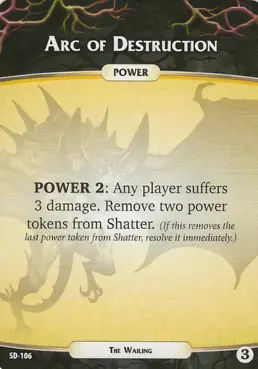 ARC OF DESTRUCTION
POWER
POWER 2: Any player suffers
3 damage. Remove two power
tokens from Shatter. (If this removes the
last power token from Shatter, resolve it immediately.)
SD-106
THE WAILING
3